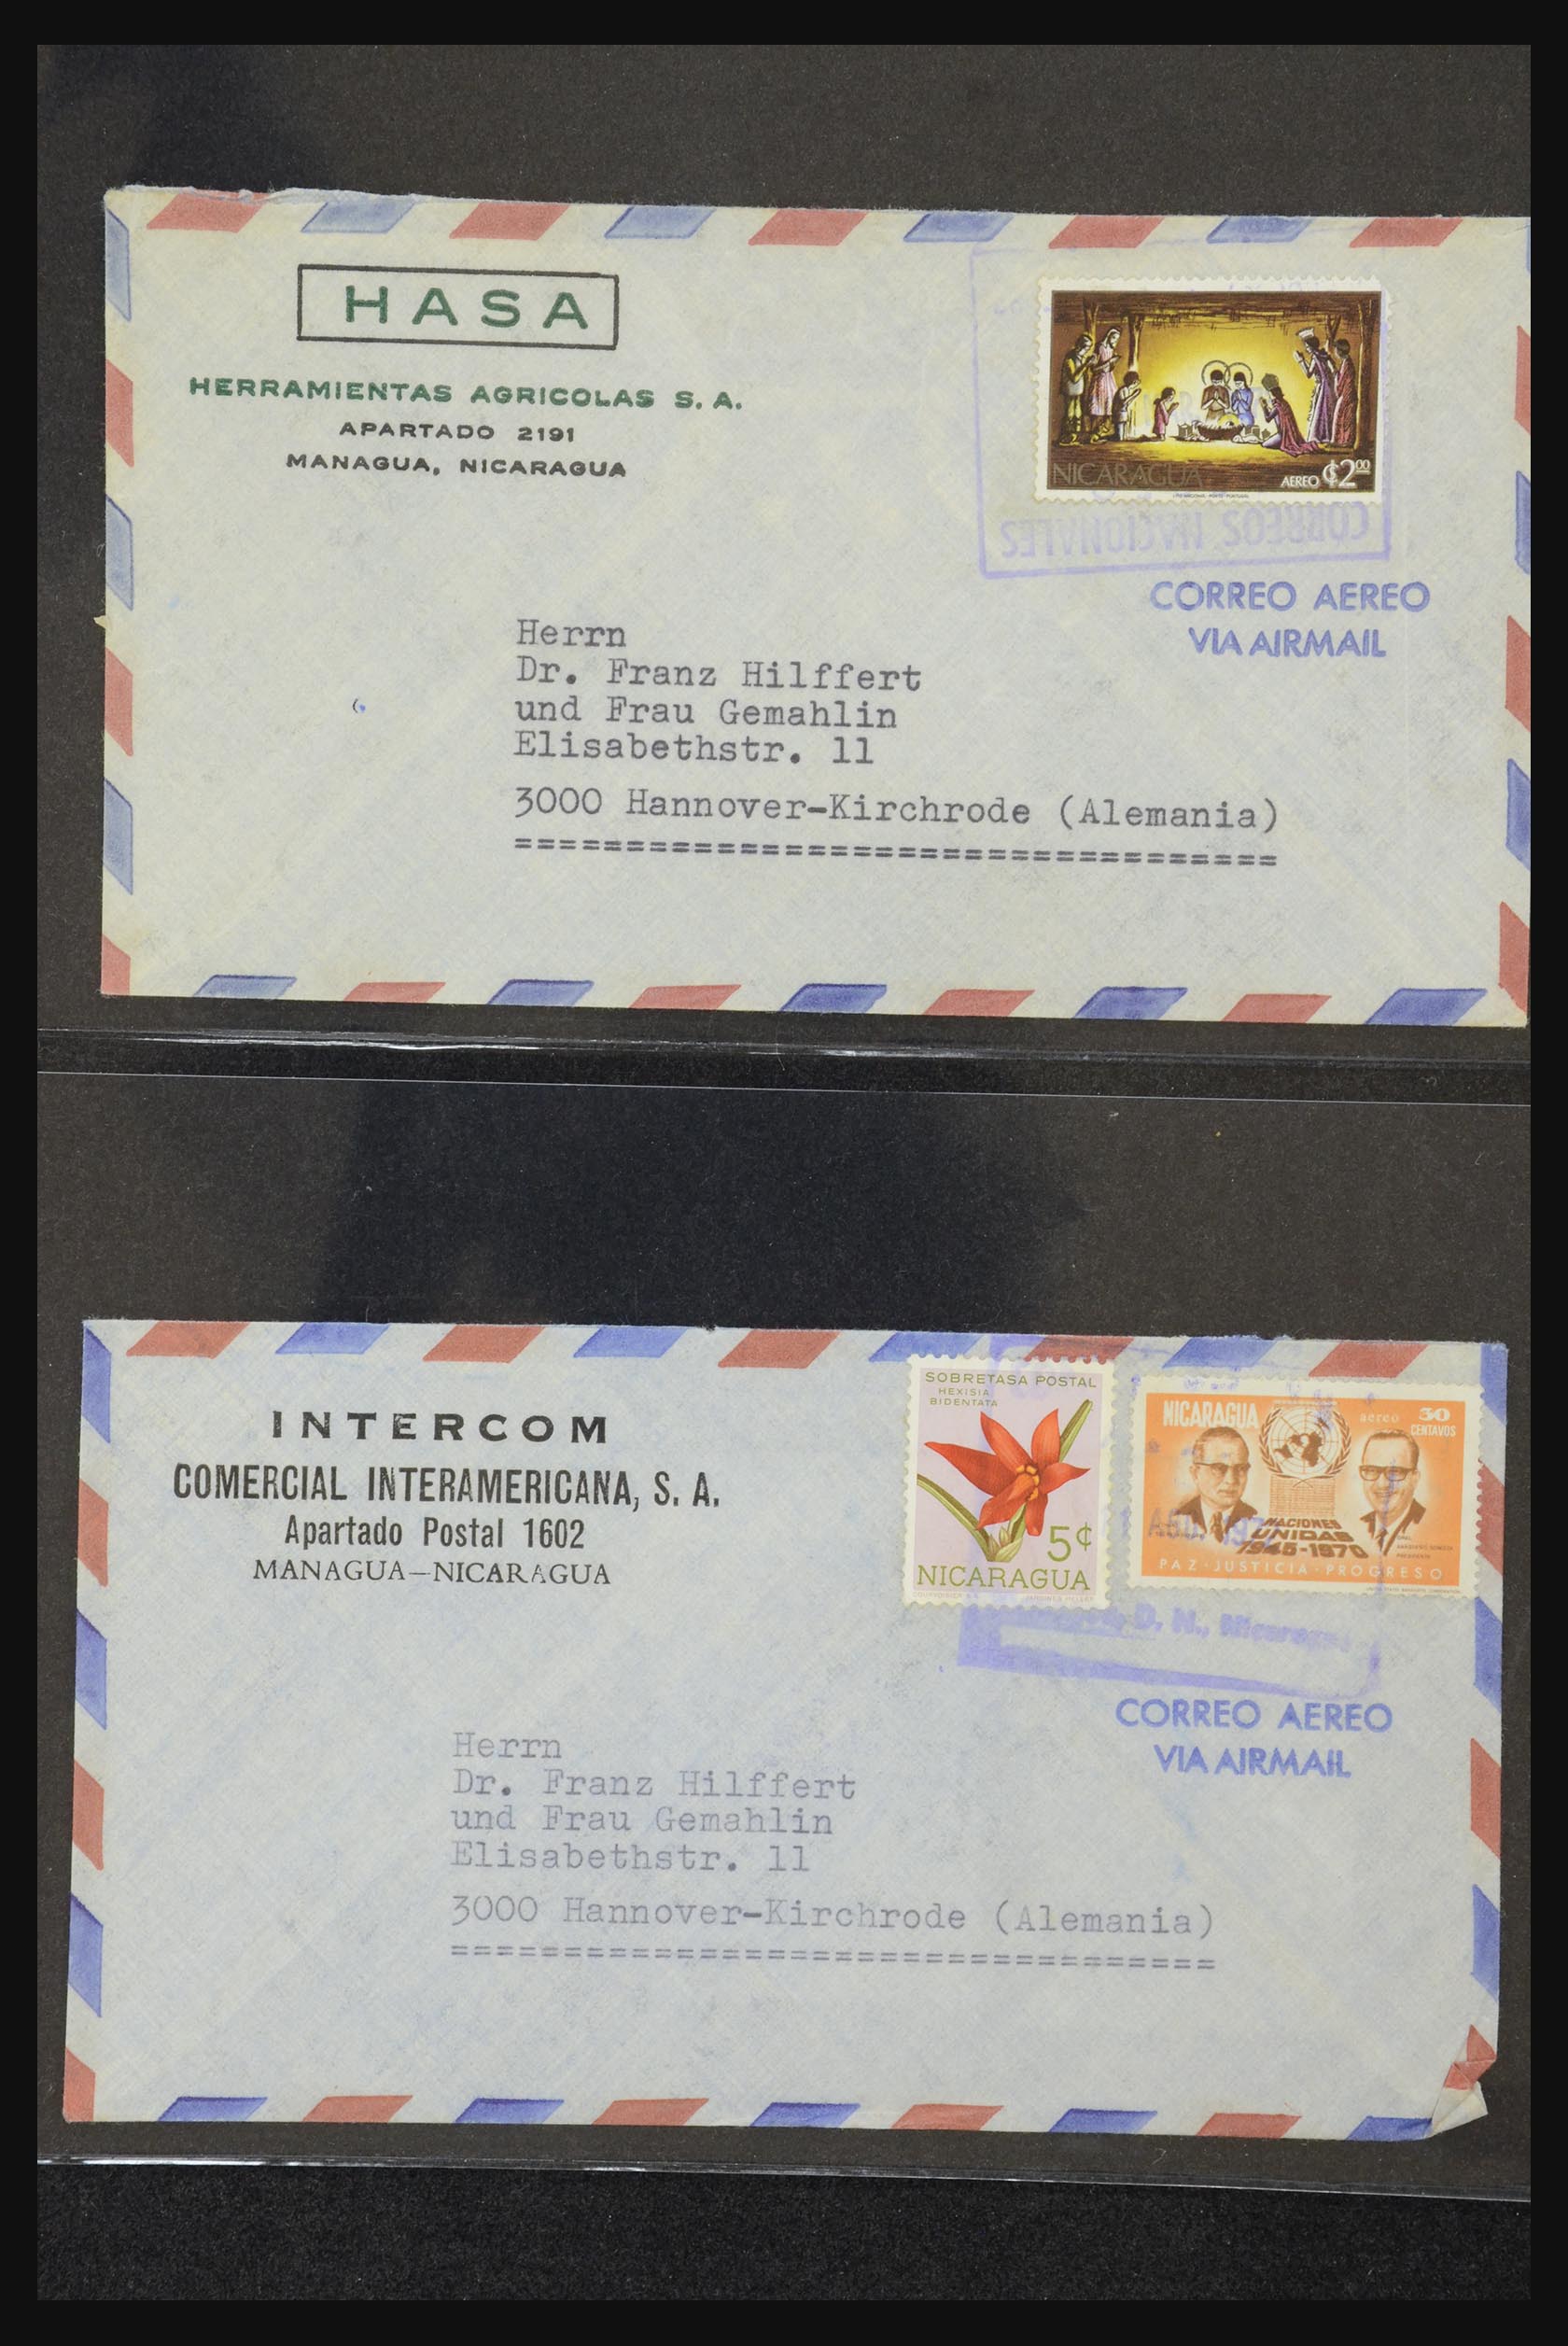 HASA
HERRAMIENTAS AGRICOLAS S. A.
APARTADO 2191
MANAGUA, NICARAGUA
NICARAGUA
AEREO ₡2.00
CORREOS NACIONALES
CORREO AEREO
VIA AIRMAIL
Herrn
Dr. Franz Hilffert
und Frau Gemahlin
Elisabethstr. 11
3000 Hannover-Kirchrode (Alemania)
==================================
INTERCOM
COMERCIAL INTERAMERICANA, S. A.
Apartado Postal 1602
MANAGUA—NICARAGUA
SOBRETASA POSTAL
HEXISIA
BIDENTATA
5¢
NICARAGUA
NICARAGUA
aereo 30
CENTAVOS
NACIONES
UNIDAS
1945-1970
PAZ · JUSTICIA · PROGRESO
D. N., Nicaragua
CORREO AEREO
VIA AIRMAIL
Herrn
Dr. Franz Hilffert
und Frau Gemahlin
Elisabethstr. 11
3000 Hannover-Kirchrode (Alemania)
==================================